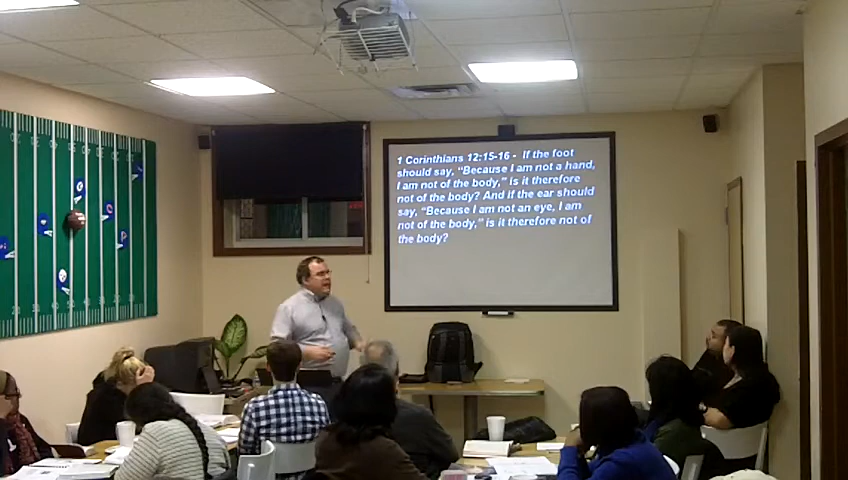 1 Corinthians 12:15-16 - If the foot
should say, "Because I am not a hand,
I am not of the body," is it therefore
not of the body? And if the ear should
say, "Because I am not an eye, I am
not of the body," is it therefore not of
the body?